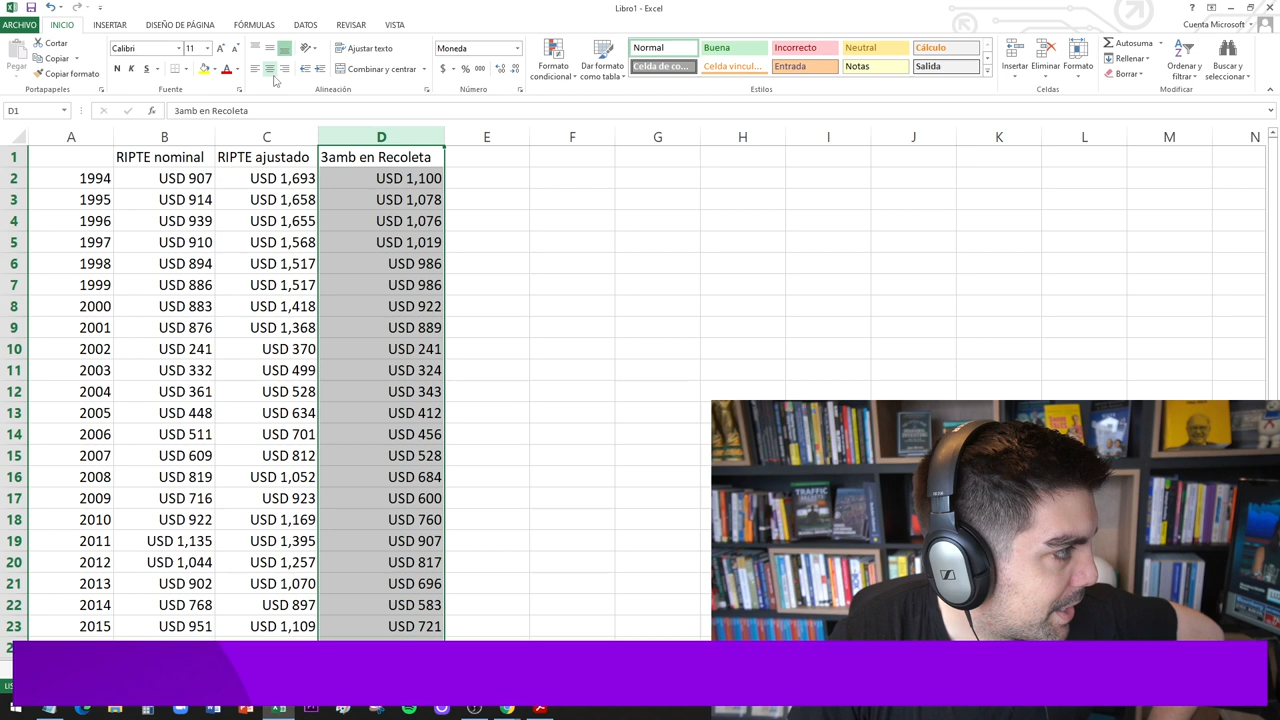 Libro1 - Excel
ARCHIVO INICIO INSERTAR DISEÑO DE PÁGINA FÓRMULAS DATOS REVISAR VISTA Cuenta Microsoft
Pegar Cortar Copiar Copiar formato Calibri 11 N K S A Ajustar texto Combinar y centrar Moneda $ % 000 Formato condicional Dar formato como tabla Normal Buena Incorrecto Neutral Cálculo Celda de co... Celda vincul... Entrada Notas Salida Insertar Eliminar Formato Autosuma Rellenar Borrar Ordenar y filtrar Buscar y seleccionar
Portapapeles Fuente Alineación Número Estilos Celdas Modificar
D1 fx 3amb en Recoleta
A B C D E F G H I J K L M N
1 RIPTE nominal RIPTE ajustado 3amb en Recoleta
2 1994 USD 907 USD 1,693 USD 1,100
3 1995 USD 914 USD 1,658 USD 1,078
4 1996 USD 939 USD 1,655 USD 1,076
5 1997 USD 910 USD 1,568 USD 1,019
6 1998 USD 894 USD 1,517 USD 986
7 1999 USD 886 USD 1,517 USD 986
8 2000 USD 883 USD 1,418 USD 922
9 2001 USD 876 USD 1,368 USD 889
10 2002 USD 241 USD 370 USD 241
11 2003 USD 332 USD 499 USD 324
12 2004 USD 361 USD 528 USD 343
13 2005 USD 448 USD 634 USD 412
14 2006 USD 511 USD 701 USD 456
15 2007 USD 609 USD 812 USD 528
16 2008 USD 819 USD 1,052 USD 684
17 2009 USD 716 USD 923 USD 600
18 2010 USD 922 USD 1,169 USD 760
19 2011 USD 1,135 USD 1,395 USD 907
20 2012 USD 1,044 USD 1,257 USD 817
21 2013 USD 902 USD 1,070 USD 696
22 2014 USD 768 USD 897 USD 583
23 2015 USD 951 USD 1,109 USD 721
TRAFFIC SECRETS